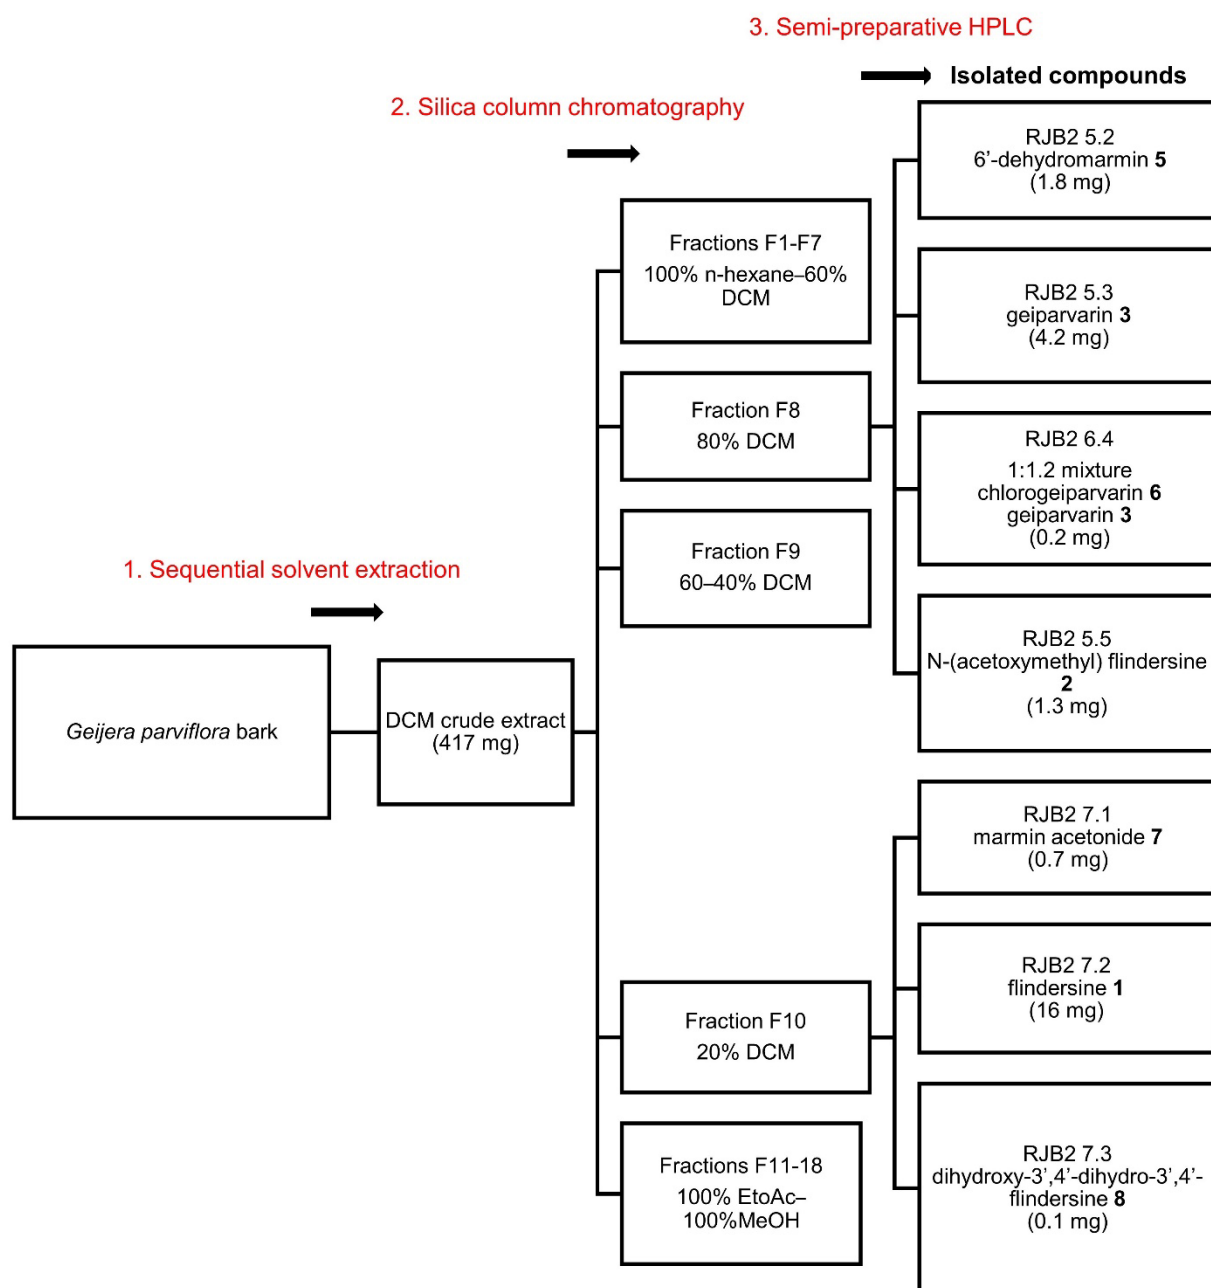 3. Semi-preparative HPLC
Isolated compounds
2. Silica column chromatography
1. Sequential solvent extraction
Geijera parviflora bark
DCM crude extract
(417 mg)
Fractions F1-F7
100% n-hexane–60%
DCM
Fraction F8
80% DCM
Fraction F9
60–40% DCM
Fraction F10
20% DCM
Fractions F11-18
100% EtoAc–
100%MeOH
RJB2 5.2
6’-dehydromarmin 5
(1.8 mg)
RJB2 5.3
geiparvarin 3
(4.2 mg)
RJB2 6.4
1:1.2 mixture
chlorogeiparvarin 6
geiparvarin 3
(0.2 mg)
RJB2 5.5
N-(acetoxymethyl) flindersine
2
(1.3 mg)
RJB2 7.1
marmin acetonide 7
(0.7 mg)
RJB2 7.2
flindersine 1
(16 mg)
RJB2 7.3
dihydroxy-3’,4’-dihydro-3’,4’-
flindersine 8
(0.1 mg)